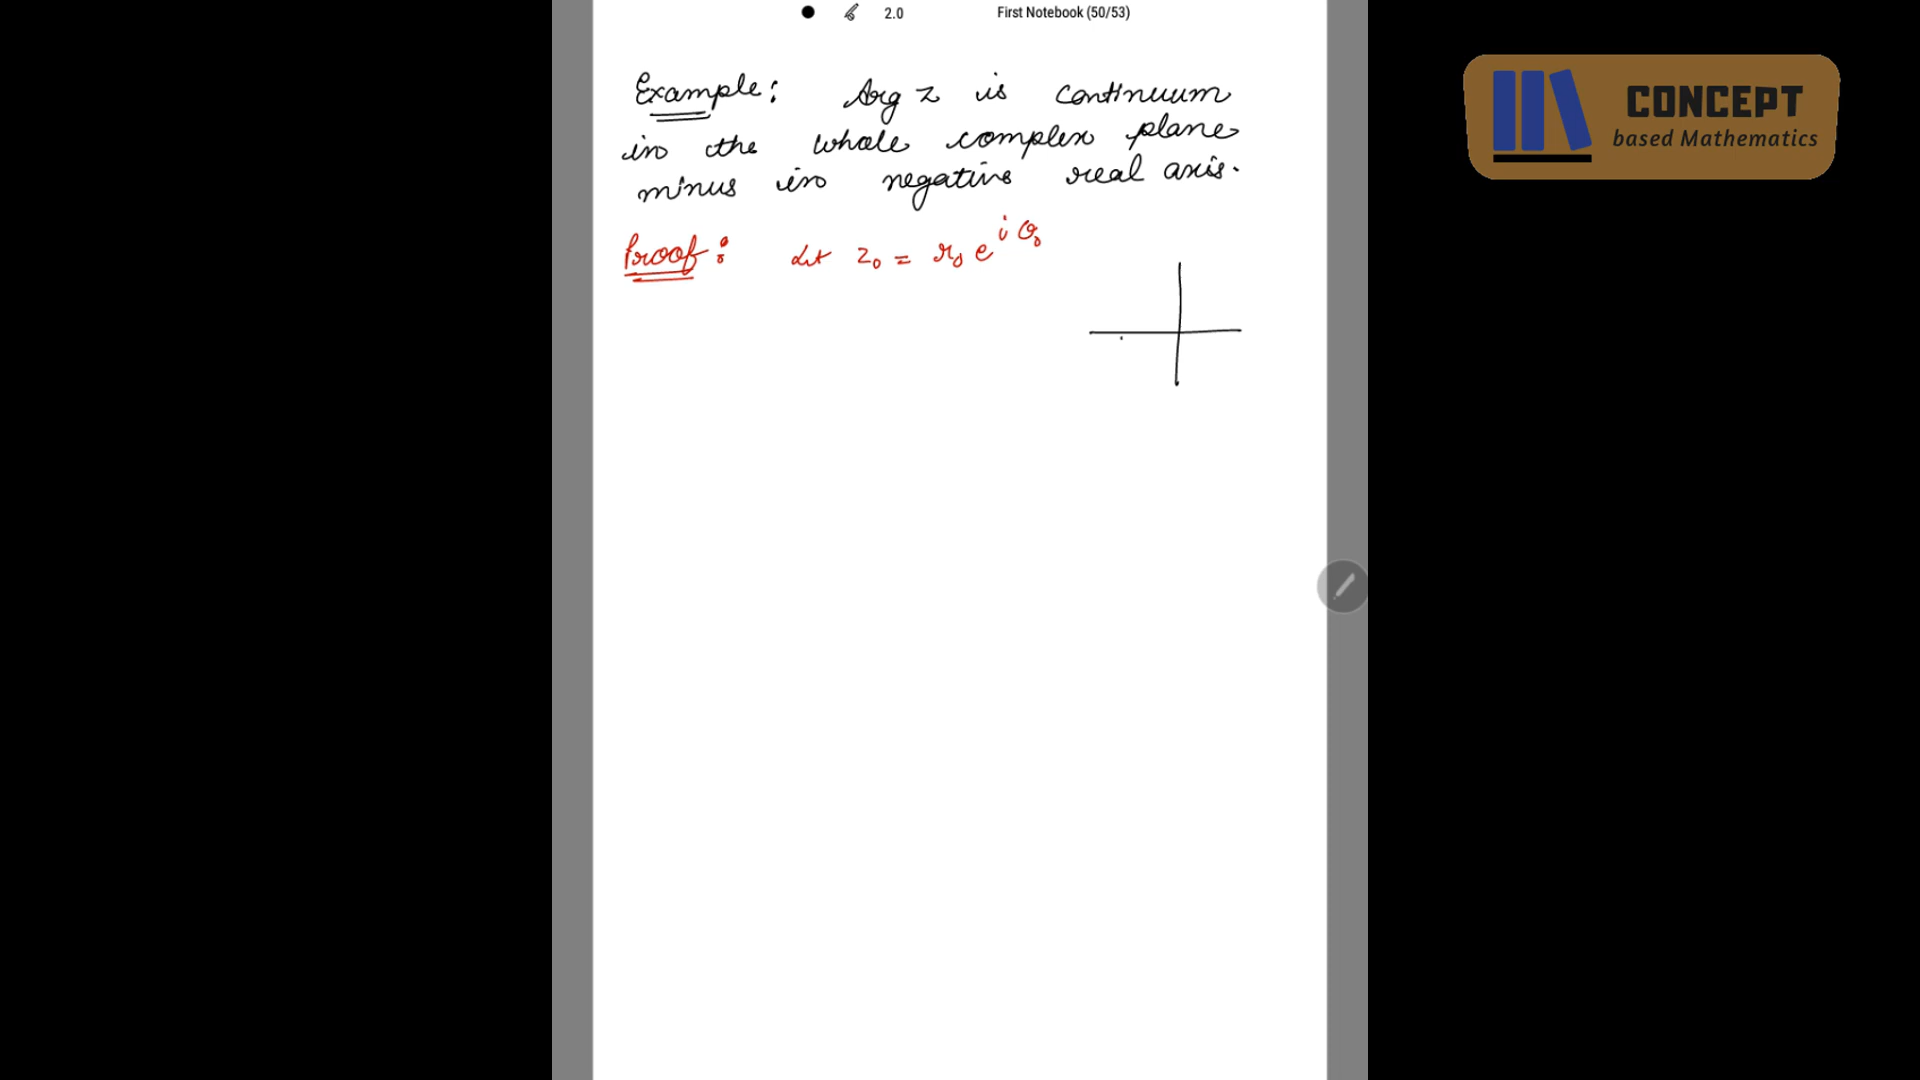 2.0 First Notebook (50/53)
CONCEPT
based Mathematics
Example: Arg z is continuum
in the whole complex plane
minus in negative real axis.
Proof: Let z₀ = r₀ e^{iθ₀}